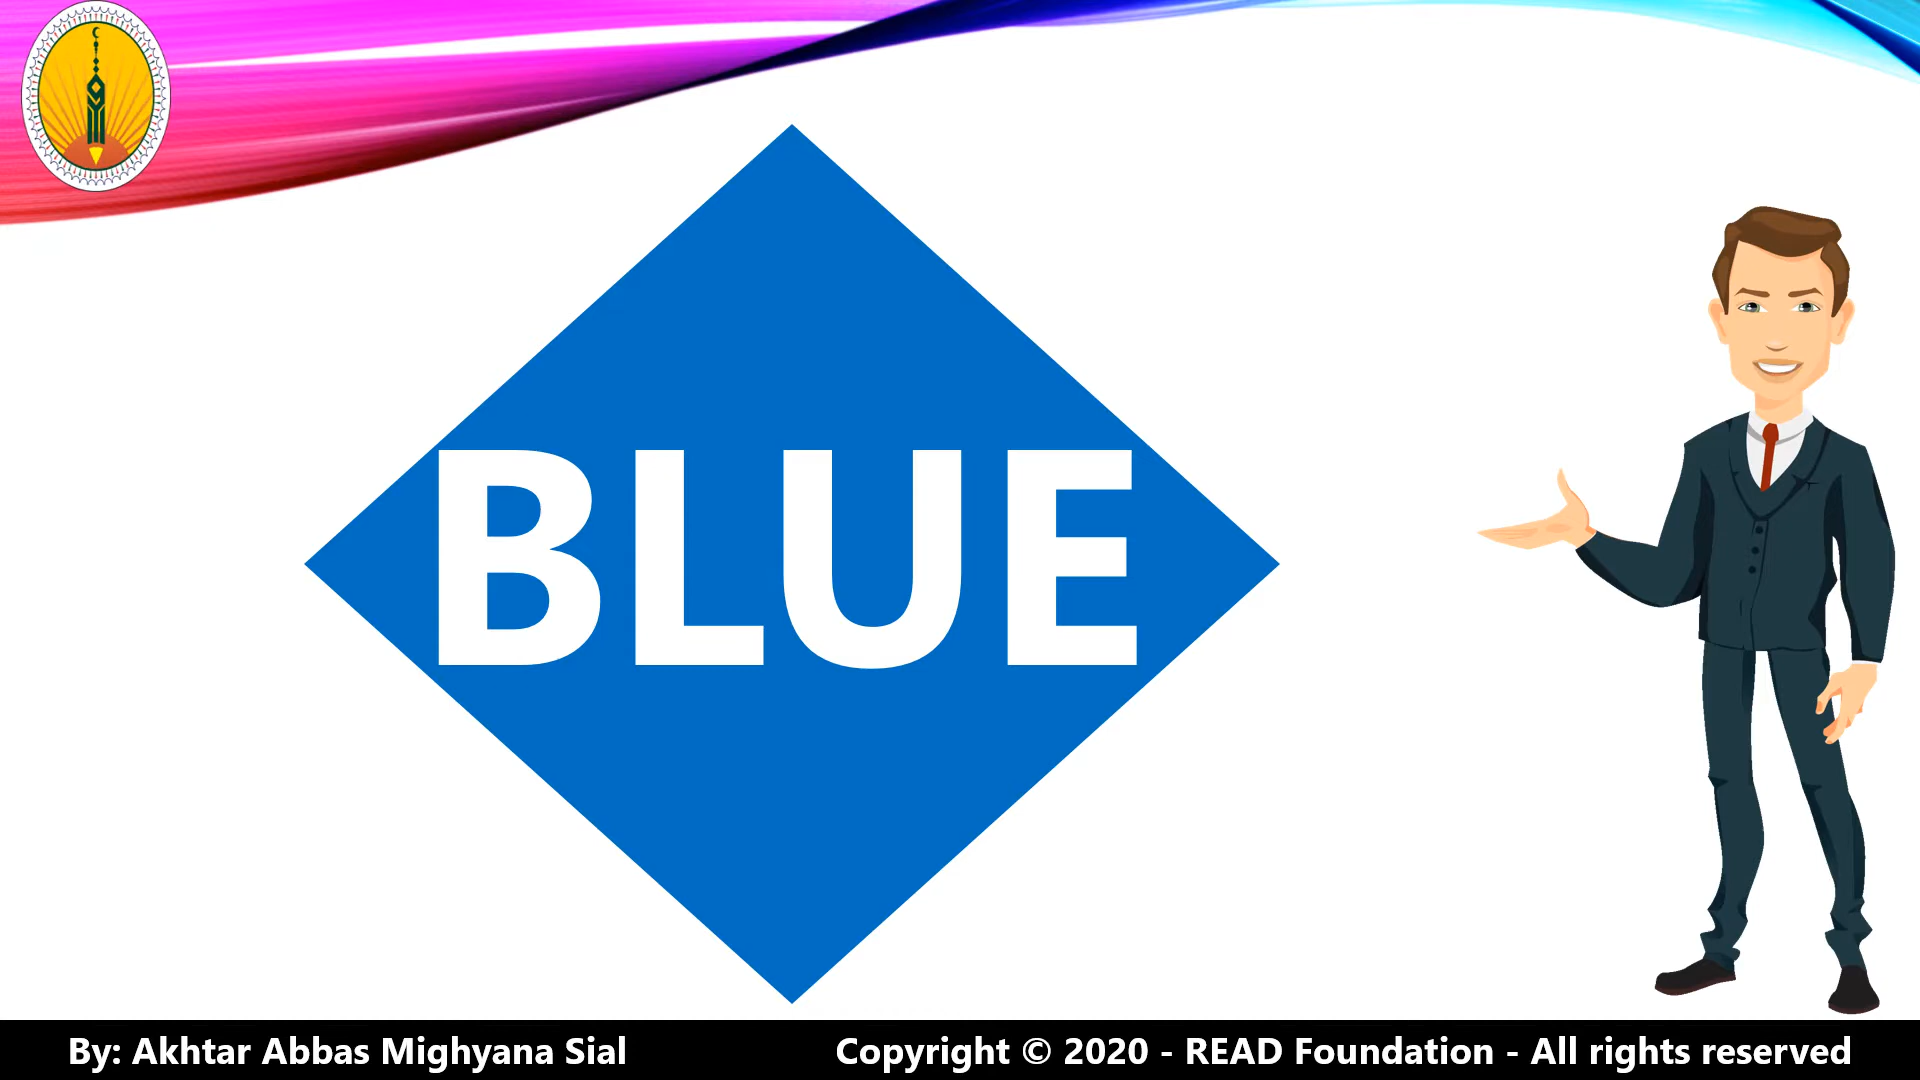 BLUE
By: Akhtar Abbas Mighyana Sial
Copyright © 2020 - READ Foundation - All rights reserved